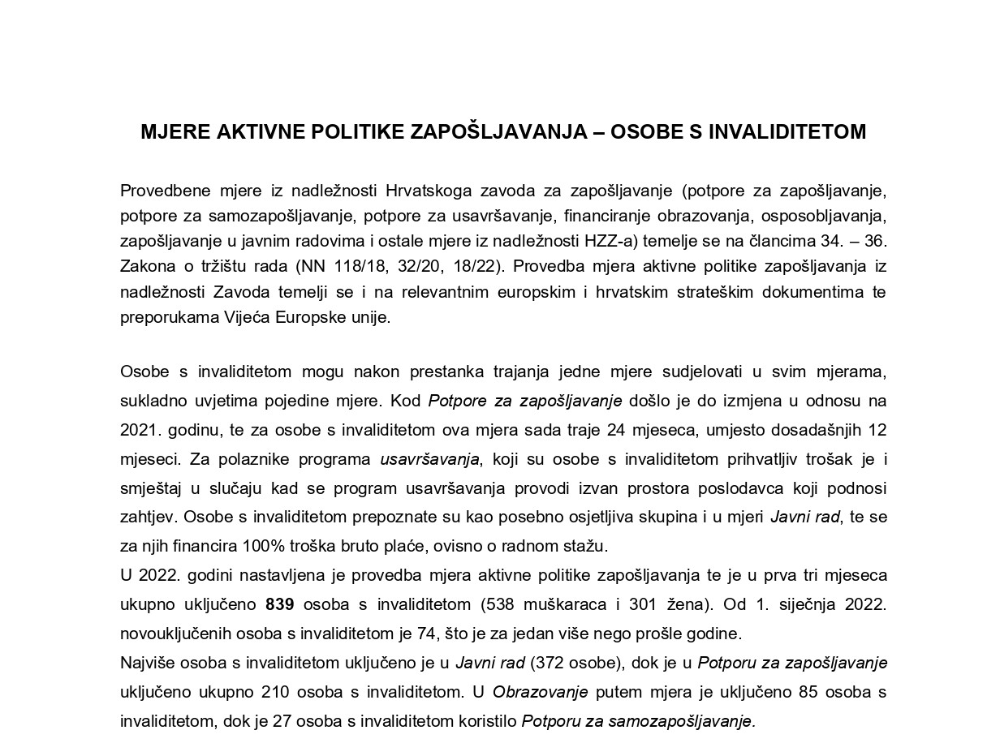 MJERE AKTIVNE POLITIKE ZAPOŠLJAVANJA – OSOBE S INVALIDITETOM
Provedbene mjere iz nadležnosti Hrvatskoga zavoda za zapošljavanje (potpore za zapošljavanje,
potpore za samozapošljavanje, potpore za usavršavanje, financiranje obrazovanja, osposobljavanja,
zapošljavanje u javnim radovima i ostale mjere iz nadležnosti HZZ-a) temelje se na člancima 34. – 36.
Zakona o tržištu rada (NN 118/18, 32/20, 18/22). Provedba mjera aktivne politike zapošljavanja iz
nadležnosti Zavoda temelji se i na relevantnim europskim i hrvatskim strateškim dokumentima te
preporukama Vijeća Europske unije.
Osobe s invaliditetom mogu nakon prestanka trajanja jedne mjere sudjelovati u svim mjerama,
sukladno uvjetima pojedine mjere. Kod Potpore za zapošljavanje došlo je do izmjena u odnosu na
2021. godinu, te za osobe s invaliditetom ova mjera sada traje 24 mjeseca, umjesto dosadašnjih 12
mjeseci. Za polaznike programa usavršavanja, koji su osobe s invaliditetom prihvatljiv trošak je i
smještaj u slučaju kad se program usavršavanja provodi izvan prostora poslodavca koji podnosi
zahtjev. Osobe s invaliditetom prepoznate su kao posebno osjetljiva skupina i u mjeri Javni rad, te se
za njih financira 100% troška bruto plaće, ovisno o radnom stažu.
U 2022. godini nastavljena je provedba mjera aktivne politike zapošljavanja te je u prva tri mjeseca
ukupno uključeno 839 osoba s invaliditetom (538 muškaraca i 301 žena). Od 1. siječnja 2022.
novouključenih osoba s invaliditetom je 74, što je za jedan više nego prošle godine.
Najviše osoba s invaliditetom uključeno je u Javni rad (372 osobe), dok je u Potporu za zapošljavanje
uključeno ukupno 210 osoba s invaliditetom. U Obrazovanje putem mjera je uključeno 85 osoba s
invaliditetom, dok je 27 osoba s invaliditetom koristilo Potporu za samozapošljavanje.